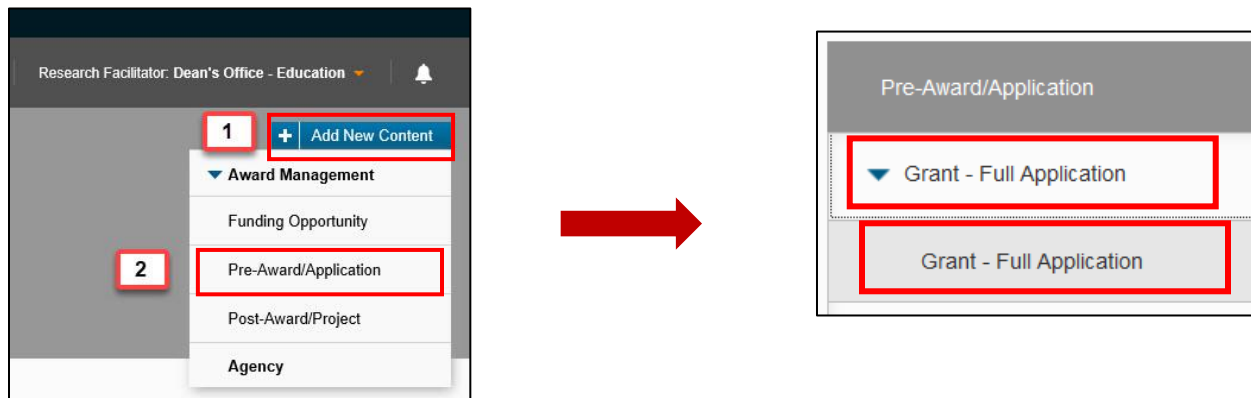 Research Facilitator: Dean's Office - Education
1
+ Add New Content
Award Management
Funding Opportunity
2
Pre-Award/Application
Post-Award/Project
Agency
Pre-Award/Application
Grant - Full Application
Grant - Full Application